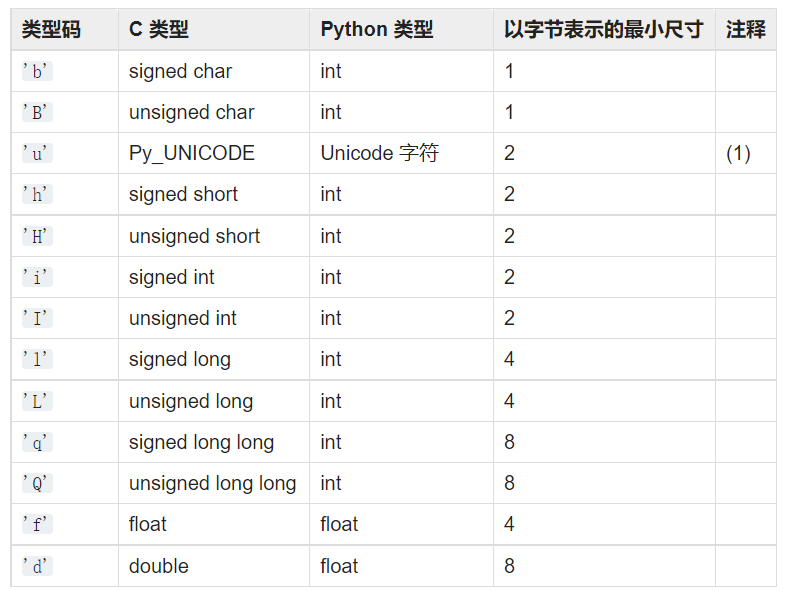 类型码 C 类型 Python 类型 以字节表示的最小尺寸 注释
'b' signed char int 1
'B' unsigned char int 1
'u' Py_UNICODE Unicode 字符 2 (1)
'h' signed short int 2
'H' unsigned short int 2
'i' signed int int 2
'I' unsigned int int 2
'l' signed long int 4
'L' unsigned long int 4
'q' signed long long int 8
'Q' unsigned long long int 8
'f' float float 4
'd' double float 8